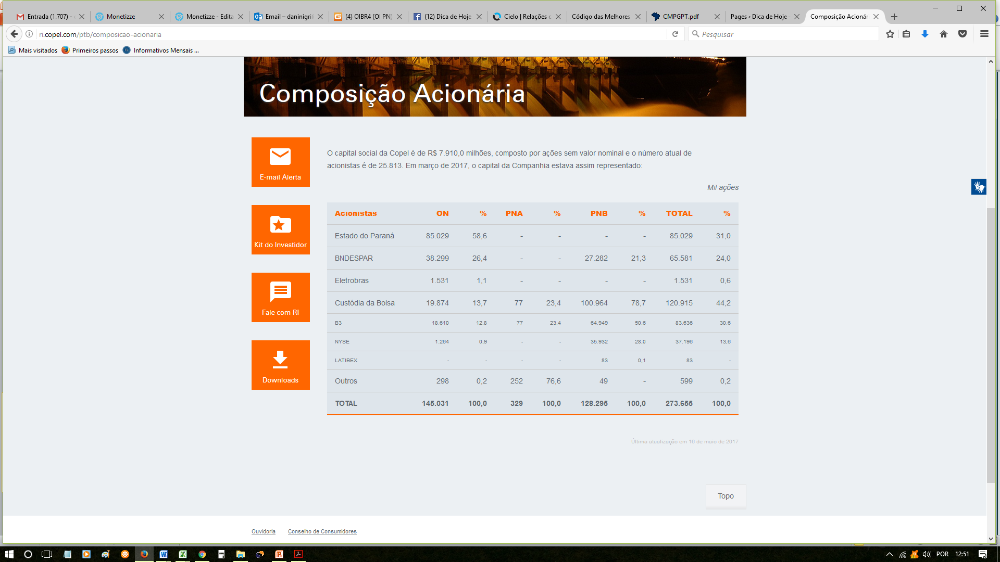 Entrada (1.707) -
Monetizze
Monetizze - Edita
Email – daninigri
(4) OIBR4 (OI PN)
(12) Dica de Hoje
Cielo | Relações c
Código das Melhores
CMPGPT.pdf
Pages ‹ Dica de Hoje -
Composição Acionári
ri.copel.com/ptb/composicao-acionaria
Pesquisar
Mais visitados Primeiros passos Informativos Mensais ...
Composição Acionária
E-mail Alerta
Kit do Investidor
Fale com RI
Downloads
O capital social da Copel é de R$ 7.910,0 milhões, composto por ações sem valor nominal e o número atual de
acionistas é de 25.813. Em março de 2017, o capital da Companhia estava assim representado:
Mil ações
Acionistas ON % PNA % PNB % TOTAL %
Estado do Paraná 85.029 58,6 - - - - 85.029 31,0
BNDESPAR 38.299 26,4 - - 27.282 21,3 65.581 24,0
Eletrobras 1.531 1,1 - - - - 1.531 0,6
Custódia da Bolsa 19.874 13,7 77 23,4 100.964 78,7 120.915 44,2
B3 18.610 12,8 77 23,4 64.949 50,6 83.636 30,6
NYSE 1.264 0,9 - - 35.932 28,0 37.196 13,6
LATIBEX - - - - 83 0,1 83 -
Outros 298 0,2 252 76,6 49 - 599 0,2
TOTAL 145.031 100,0 329 100,0 128.295 100,0 273.655 100,0
Última atualização em 16 de maio de 2017
Topo
Ouvidoria Conselho de Consumidores
POR 12:51